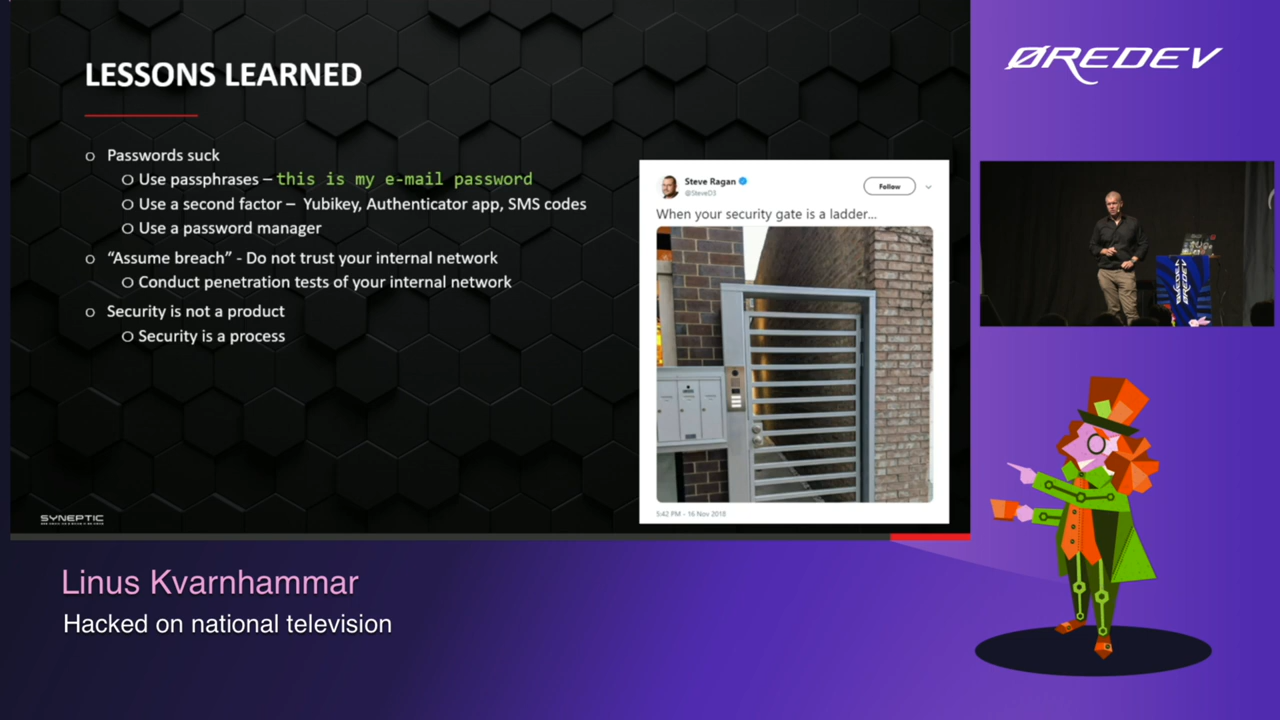 LESSONS LEARNED
o Passwords suck
O Use passphrases – this is my e-mail password
O Use a second factor – Yubikey, Authenticator app, SMS codes
O Use a password manager
o “Assume breach” - Do not trust your internal network
O Conduct penetration tests of your internal network
o Security is not a product
O Security is a process
Steve Ragan
@SteveD3
Follow
When your security gate is a ladder...
5:42 PM - 16 Nov 2018
SYNEPTIC
ØREDEV
ØREDEV
ØREDEV
Linus Kvarnhammar
Hacked on national television